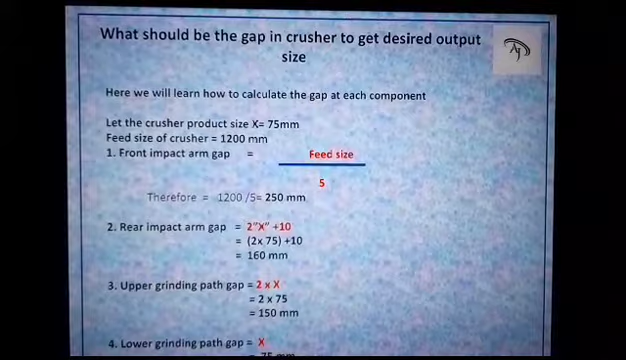 What should be the gap in crusher to get desired output
size
AJ
Here we will learn how to calculate the gap at each component
Let the crusher product size X= 75mm
Feed size of crusher = 1200 mm
1. Front impact arm gap = Feed size
5
Therefore = 1200 /5= 250 mm
2. Rear impact arm gap = 2"X" +10
= (2x 75) +10
= 160 mm
3. Upper grinding path gap = 2 x X
= 2 x 75
= 150 mm
4. Lower grinding path gap = X
= 75 mm